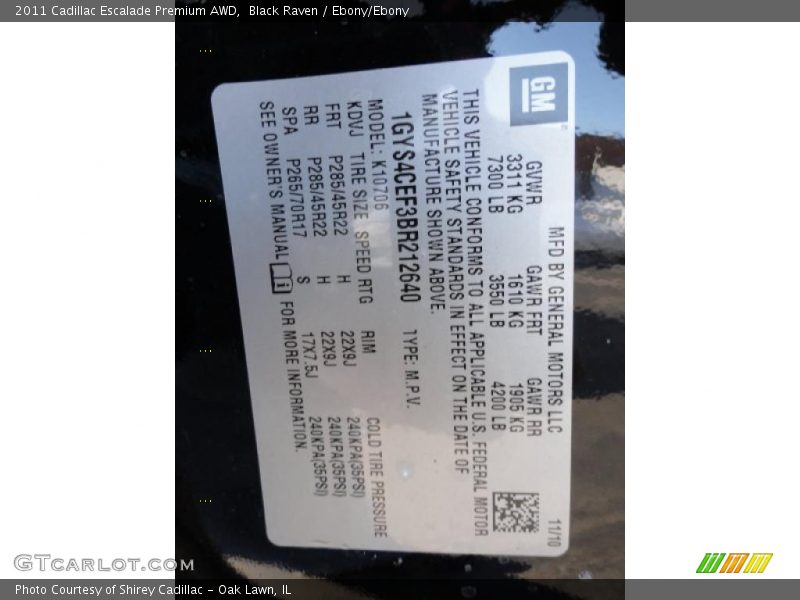 2011 Cadillac Escalade Premium AWD, Black Raven / Ebony/Ebony
GM
MFD BY GENERAL MOTORS LLC 11/10
GVWR GAWR FRT GAWR RR
3311 KG 1610 KG 1905 KG
7300 LB 3550 LB 4200 LB
THIS VEHICLE CONFORMS TO ALL APPLICABLE U.S. FEDERAL MOTOR
VEHICLE SAFETY STANDARDS IN EFFECT ON THE DATE OF
MANUFACTURE SHOWN ABOVE.
1GYS4CEF3BR212640 TYPE: M.P.V.
MODEL: K10706
KDVJ TIRE SIZE SPEED RTG RIM COLD TIRE PRESSURE
FRT P285/45R22 H 22X9J 240KPA(35PSI)
RR P285/45R22 H 22X9J 240KPA(35PSI)
SPA P265/70R17 S 17X7.5J 240KPA(35PSI)
SEE OWNER'S MANUAL i FOR MORE INFORMATION.
GTcarlot.com
Photo Courtesy of Shirey Cadillac - Oak Lawn, IL